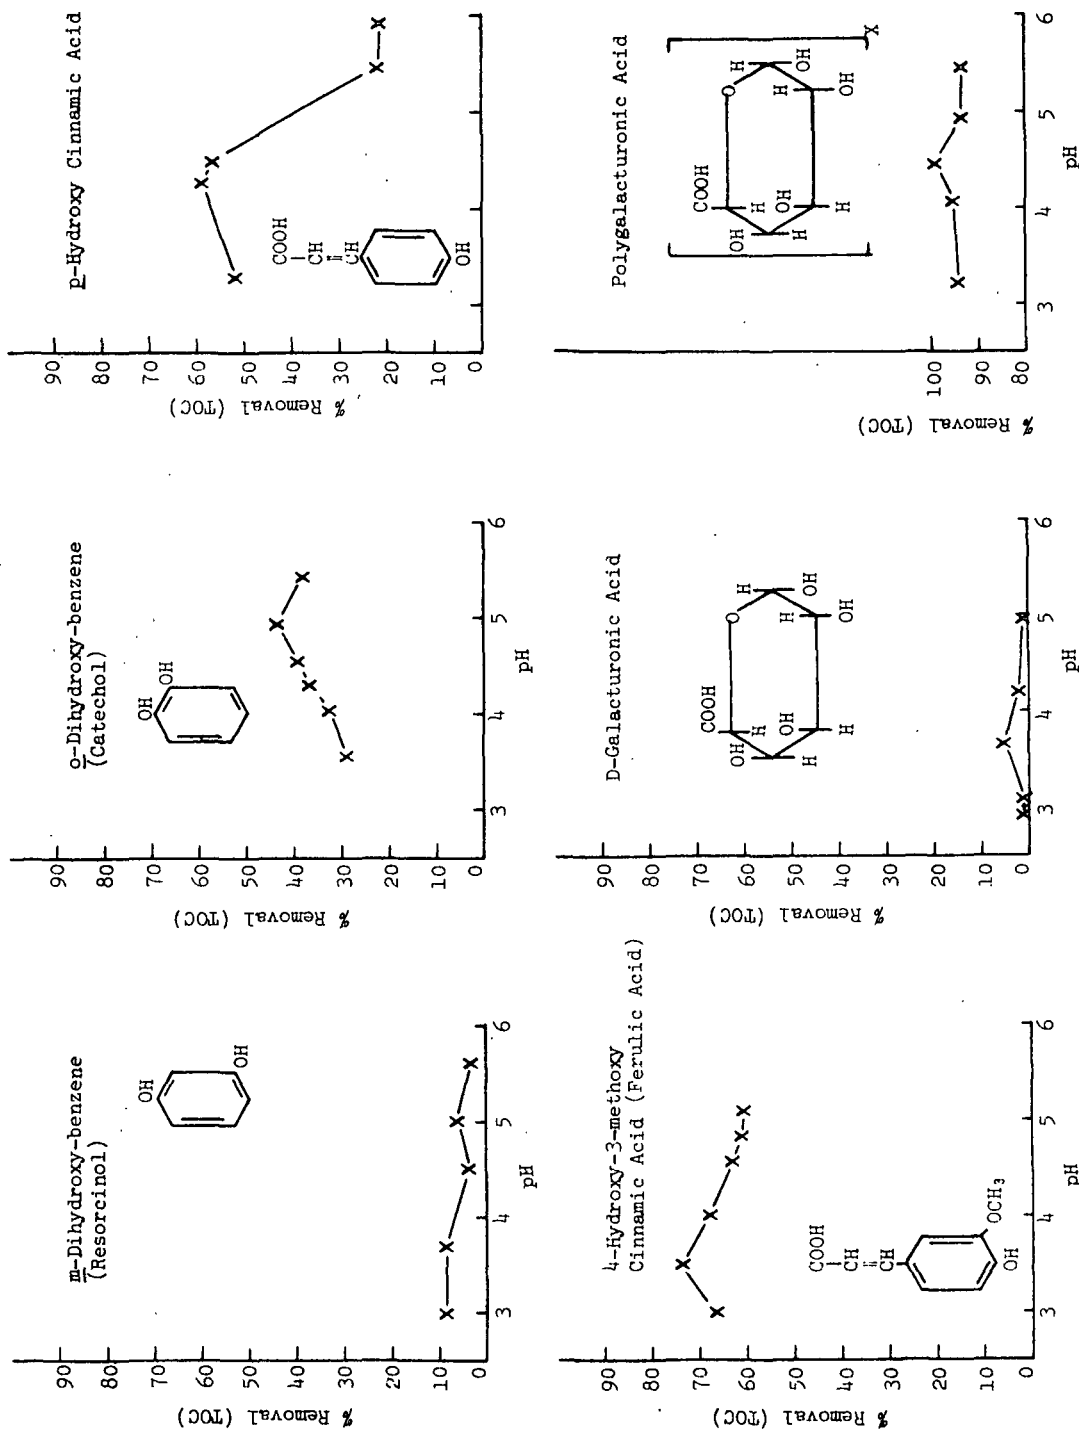 m-Dihydroxy-benzene
(Resorcinol)
OH
OH
% Removal (TOC)
90
80
70
60
50
40
30
20
10
0
3
4
5
6
pH
o-Dihydroxy-benzene
(Catechol)
OH
OH
% Removal (TOC)
90
80
70
60
50
40
30
20
10
0
3
4
5
6
pH
p-Hydroxy Cinnamic Acid
COOH
CH
CH
OH
% Removal (TOC)
90
80
70
60
50
40
30
20
10
0
4-Hydroxy-3-methoxy
Cinnamic Acid (Ferulic Acid)
COOH
CH
CH
OCH3
OH
% Removal (TOC)
90
80
70
60
50
40
30
20
10
0
3
4
5
6
pH
D-Galacturonic Acid
COOH
O
H
OH
H
OH
H
OH
H
OH
H
% Removal (TOC)
90
80
70
60
50
40
30
20
10
0
3
4
5
6
pH
Polygalacturonic Acid
COOH
O
H
OH
H
OH
H
OH
H
OH
H
X
% Removal (TOC)
100
90
80
3
4
5
6
pH